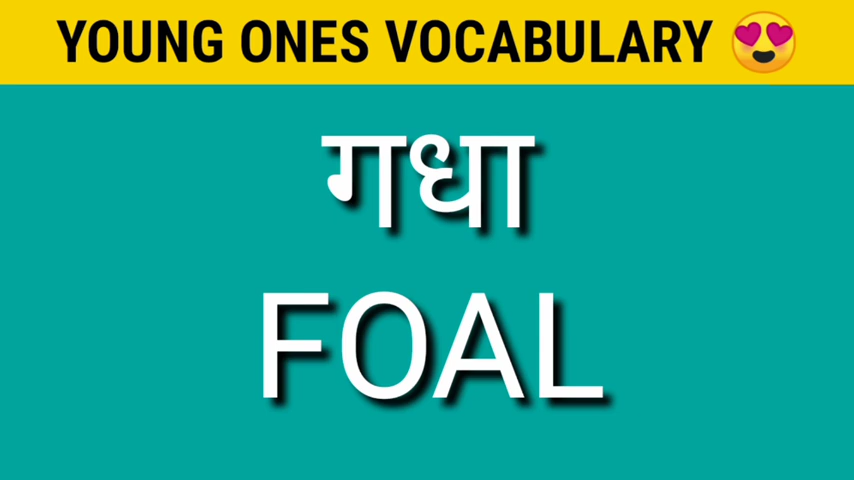 YOUNG ONES VOCABULARY 😍
गधा
FOAL